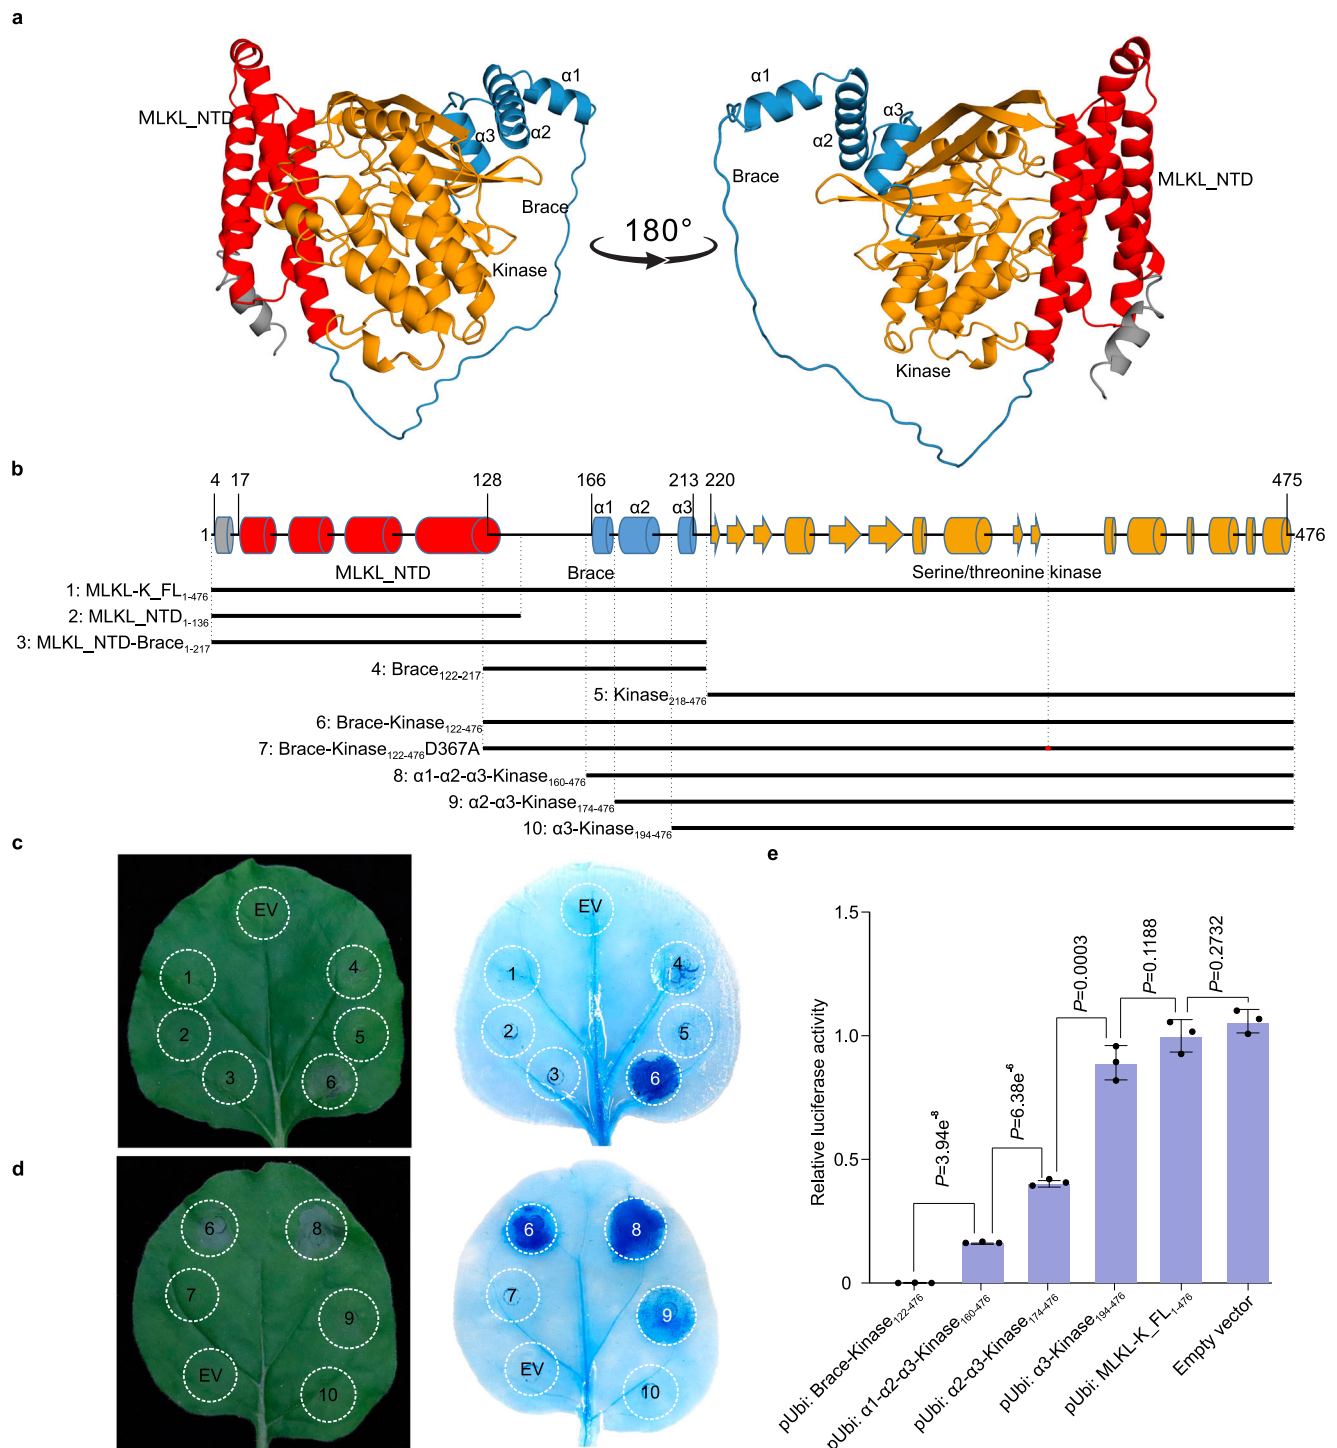 a
MLKL_NTD
α1
α2
α3
Brace
Kinase
180°
α1
α2
α3
Brace
MLKL_NTD
Kinase
b
4 17 128 166 213 220 475
α1 α2 α3
1 476
MLKL_NTD Brace Serine/threonine kinase
1: MLKL-K_FL1-476
2: MLKL_NTD1-136
3: MLKL_NTD-Brace1-217
4: Brace122-217
5: Kinase218-476
6: Brace-Kinase122-476
7: Brace-Kinase122-476D367A
8: α1-α2-α3-Kinase160-476
9: α2-α3-Kinase174-476
10: α3-Kinase194-476
c
EV
1
2
3
4
5
6
EV
1
2
3
4
5
6
d
6
8
7
9
EV
10
6
8
7
9
EV
10
e
Relative luciferase activity
1.5
1.0
0.5
0
P=3.94e-8
P=6.38e-6
P=0.0003
P=0.1188
P=0.2732
pUbi: Brace-Kinase122-476
pUbi: α1-α2-α3-Kinase160-476
pUbi: α2-α3-Kinase174-476
pUbi: α3-Kinase194-476
pUbi: MLKL-K_FL1-476
Empty vector